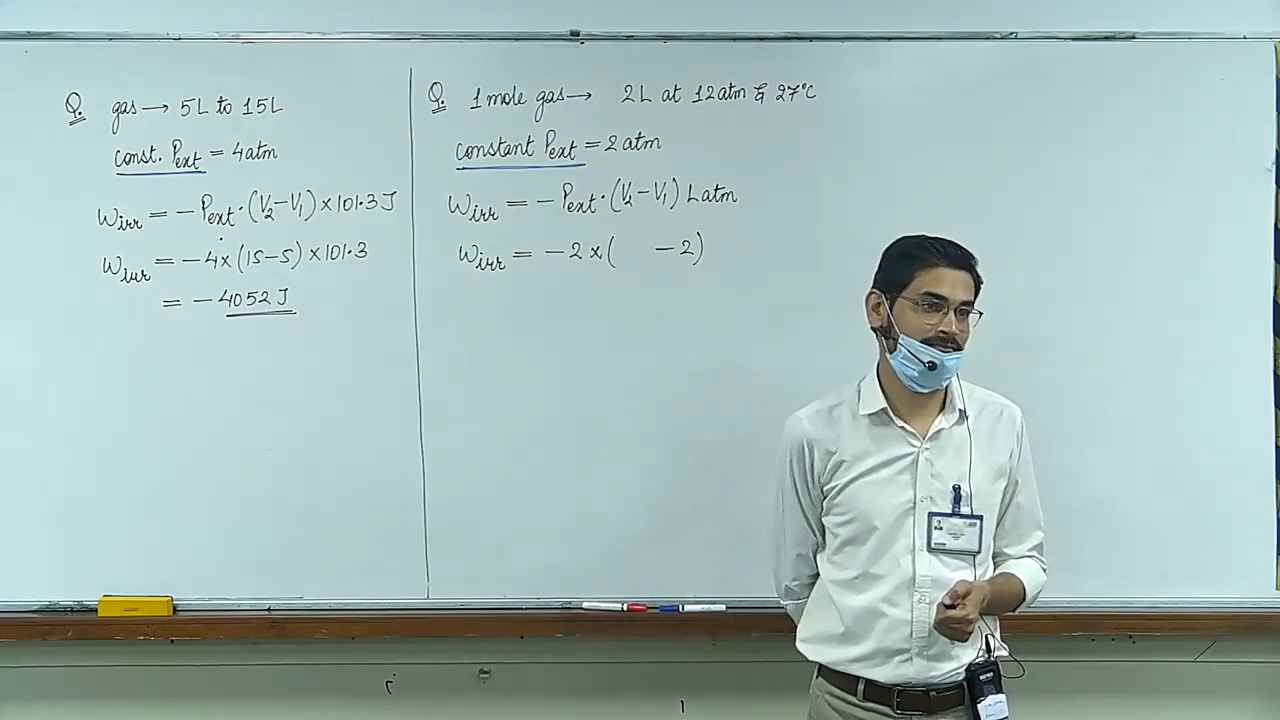 Q. gas → 5L to 15L
const. Pext = 4atm
Wirr = − Pext · (V2 − V1) × 101.3 J
Wirr = − 4 × (15−5) × 101.3
= − 4052 J
Q. 1 mole gas → 2L at 12atm & 27°C
constant Pext = 2 atm
Wirr = − Pext · (V2 − V1) L atm
Wirr = − 2 × ( − 2)